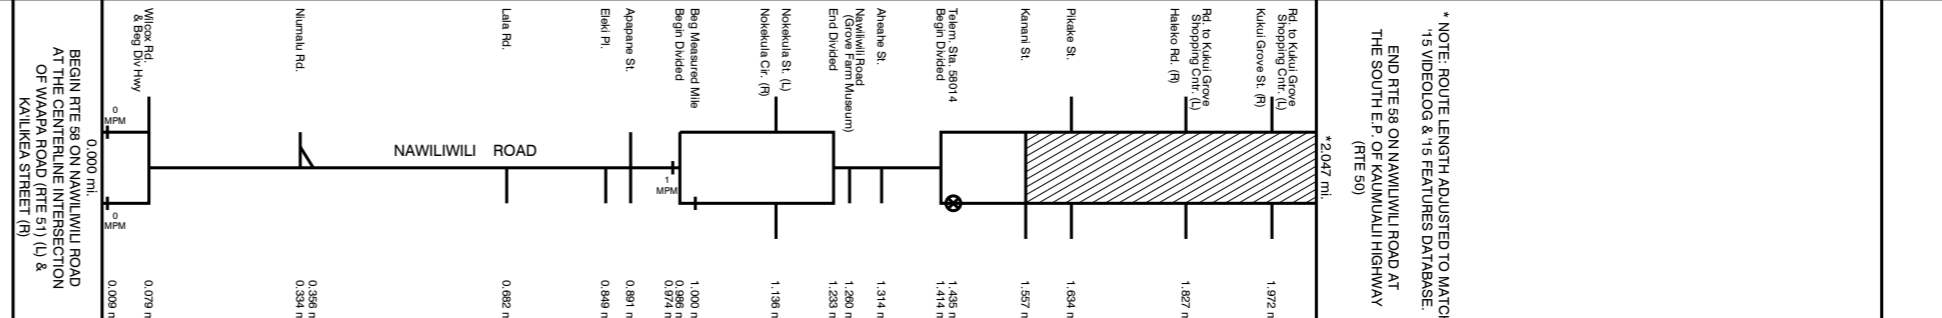 * NOTE: ROUTE LENGTH ADJUSTED TO MATCH
'15 VIDEOLOG & '15 FEATURES DATABASE.
END RTE 58 ON NAWILIWILI ROAD AT
THE SOUTH E.P. OF KAUMUALII HIGHWAY
(RTE 50)
*2.047 mi.
Rd. to Kukui Grove
Shopping Cntr. (L)
Kukui Grove St. (R)
1.972 m
Rd. to Kukui Grove
Shopping Cntr. (L)
Haleko Rd. (R)
1.827 m
Pikake St.
1.634 m
Kanani St.
1.557 m
Telem. Sta. 58014
Begin Divided
1.435 m
1.414 m
Aheahe St.
1.314 m
Nawiliwili Road
(Grove Farm Museum)
1.260 m
End Divided
1.233 m
Nokekula St. (L)
Nokekula Cir. (R)
1.136 m
Beg Measured Mile
Begin Divided
1.000 m
0.986 m
0.974 m
1
MPM
Apapane St.
0.891 m
Eleki Pl.
0.849 m
Lala Rd.
0.682 m
NAWILIWILI ROAD
Niumalu Rd.
0.356 m
0.334 m
Wilcox Rd.
& Beg Div Hwy
0.079 m
0
MPM
0
MPM
0.009 m
0.000 mi.
BEGIN RTE 58 ON NAWILIWILI ROAD
AT THE CENTERLINE INTERSECTION
OF WAAPA ROAD (RTE 51) (L) &
KA'ILIKEA STREET (R)